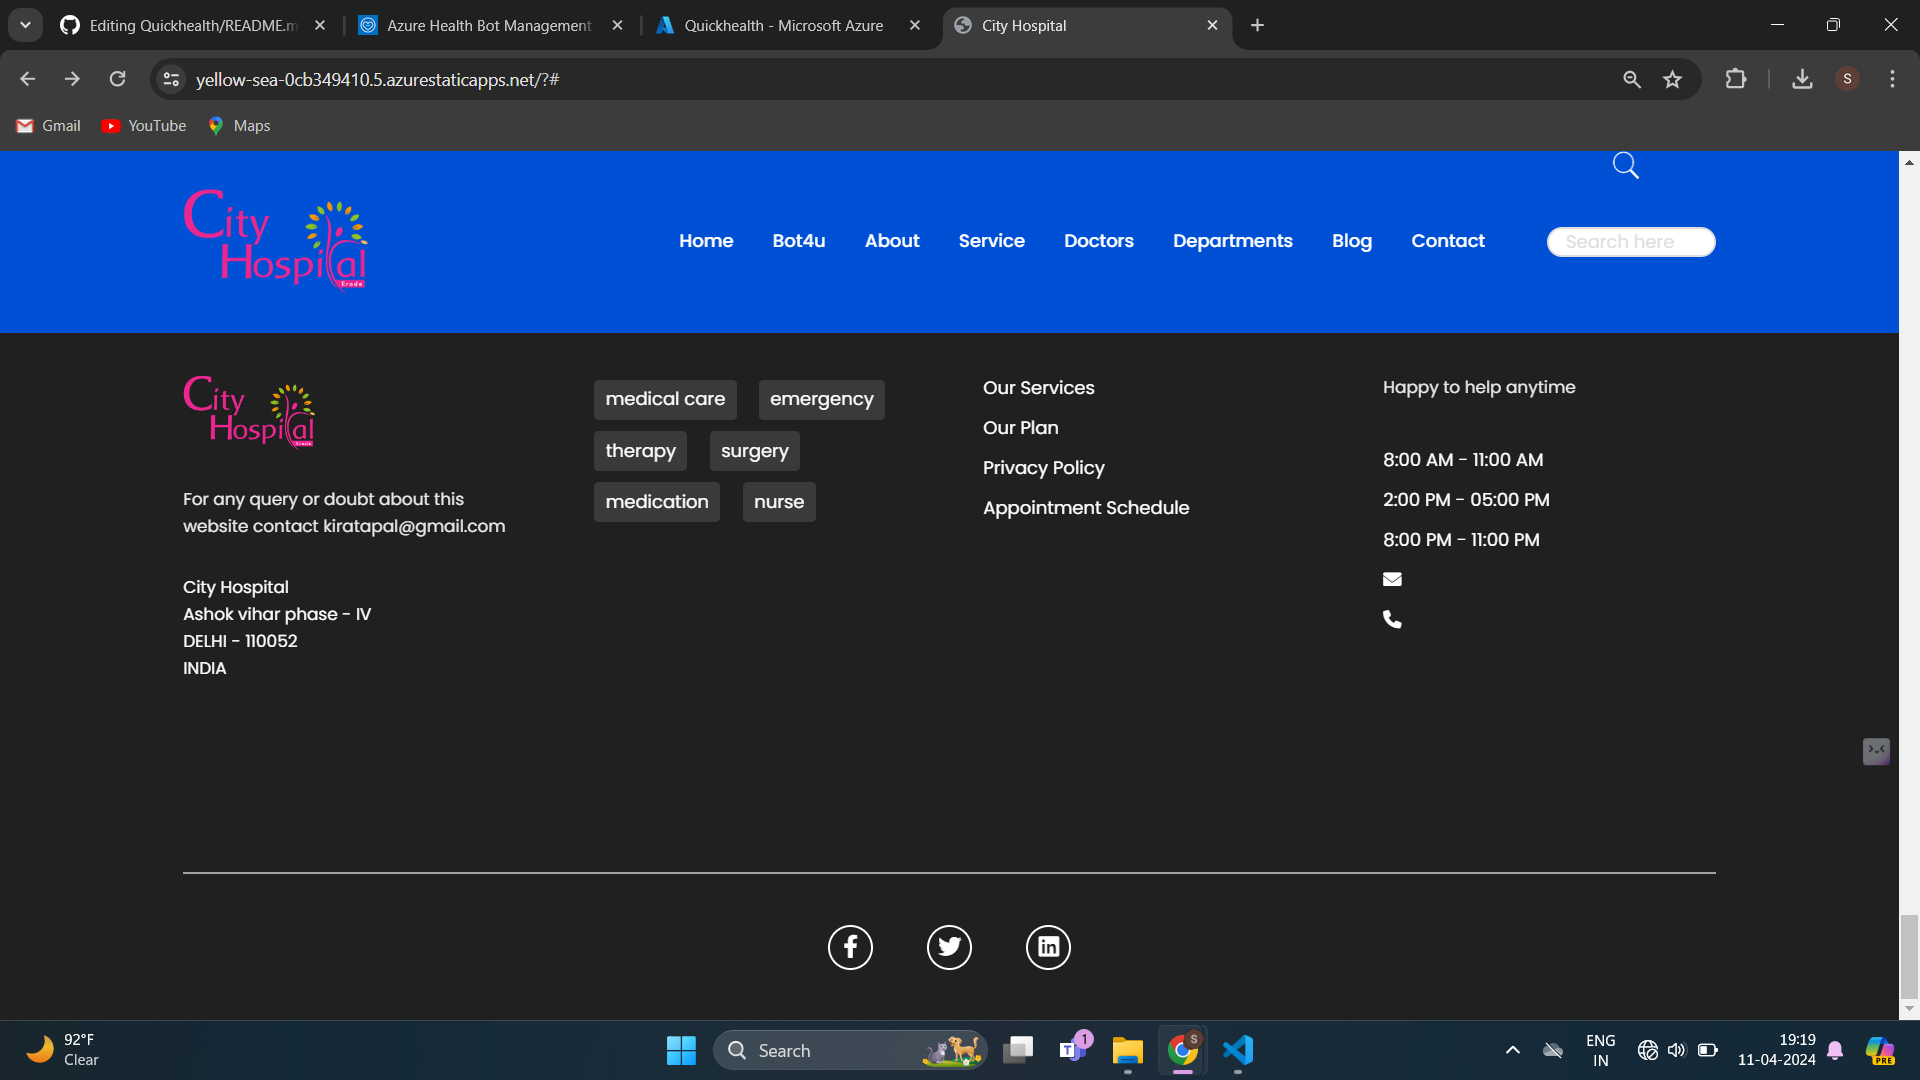 Editing Quickhealth/README.m
Azure Health Bot Management
Quickhealth - Microsoft Azure
City Hospital
yellow-sea-0cb349410.5.azurestaticapps.net/?#
S
Gmail
YouTube
Maps
City
Hospital
Erode
Home
Bot4u
About
Service
Doctors
Departments
Blog
Contact
Search here
City
Hospital
For any query or doubt about this
website contact kiratapal@gmail.com
City Hospital
Ashok vihar phase - IV
DELHI - 110052
INDIA
medical care
emergency
therapy
surgery
medication
nurse
Our Services
Our Plan
Privacy Policy
Appointment Schedule
Happy to help anytime
8:00 AM - 11:00 AM
2:00 PM - 05:00 PM
8:00 PM - 11:00 PM
92°F
Clear
Search
1
T
S
ENG
IN
19:19
11-04-2024
PRE